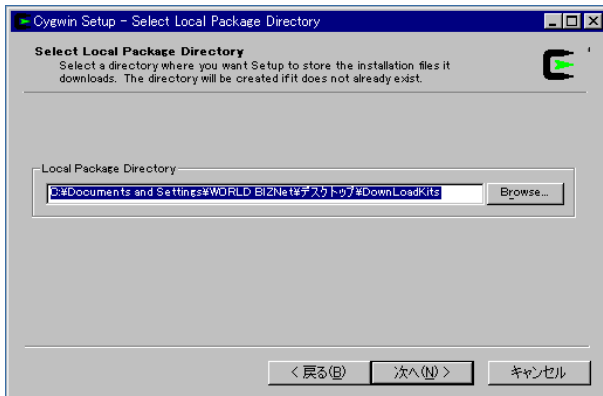 Cygwin Setup - Select Local Package Directory
Select Local Package Directory
Select a directory where you want Setup to store the installation files it
downloads. The directory will be created if it does not already exist.
Local Package Directory
C:¥Documents and Settings¥WORLD BIZNet¥デスクトップ¥DownLoadKits
Browse...
< 戻る(B)
次へ(N) >
キャンセル